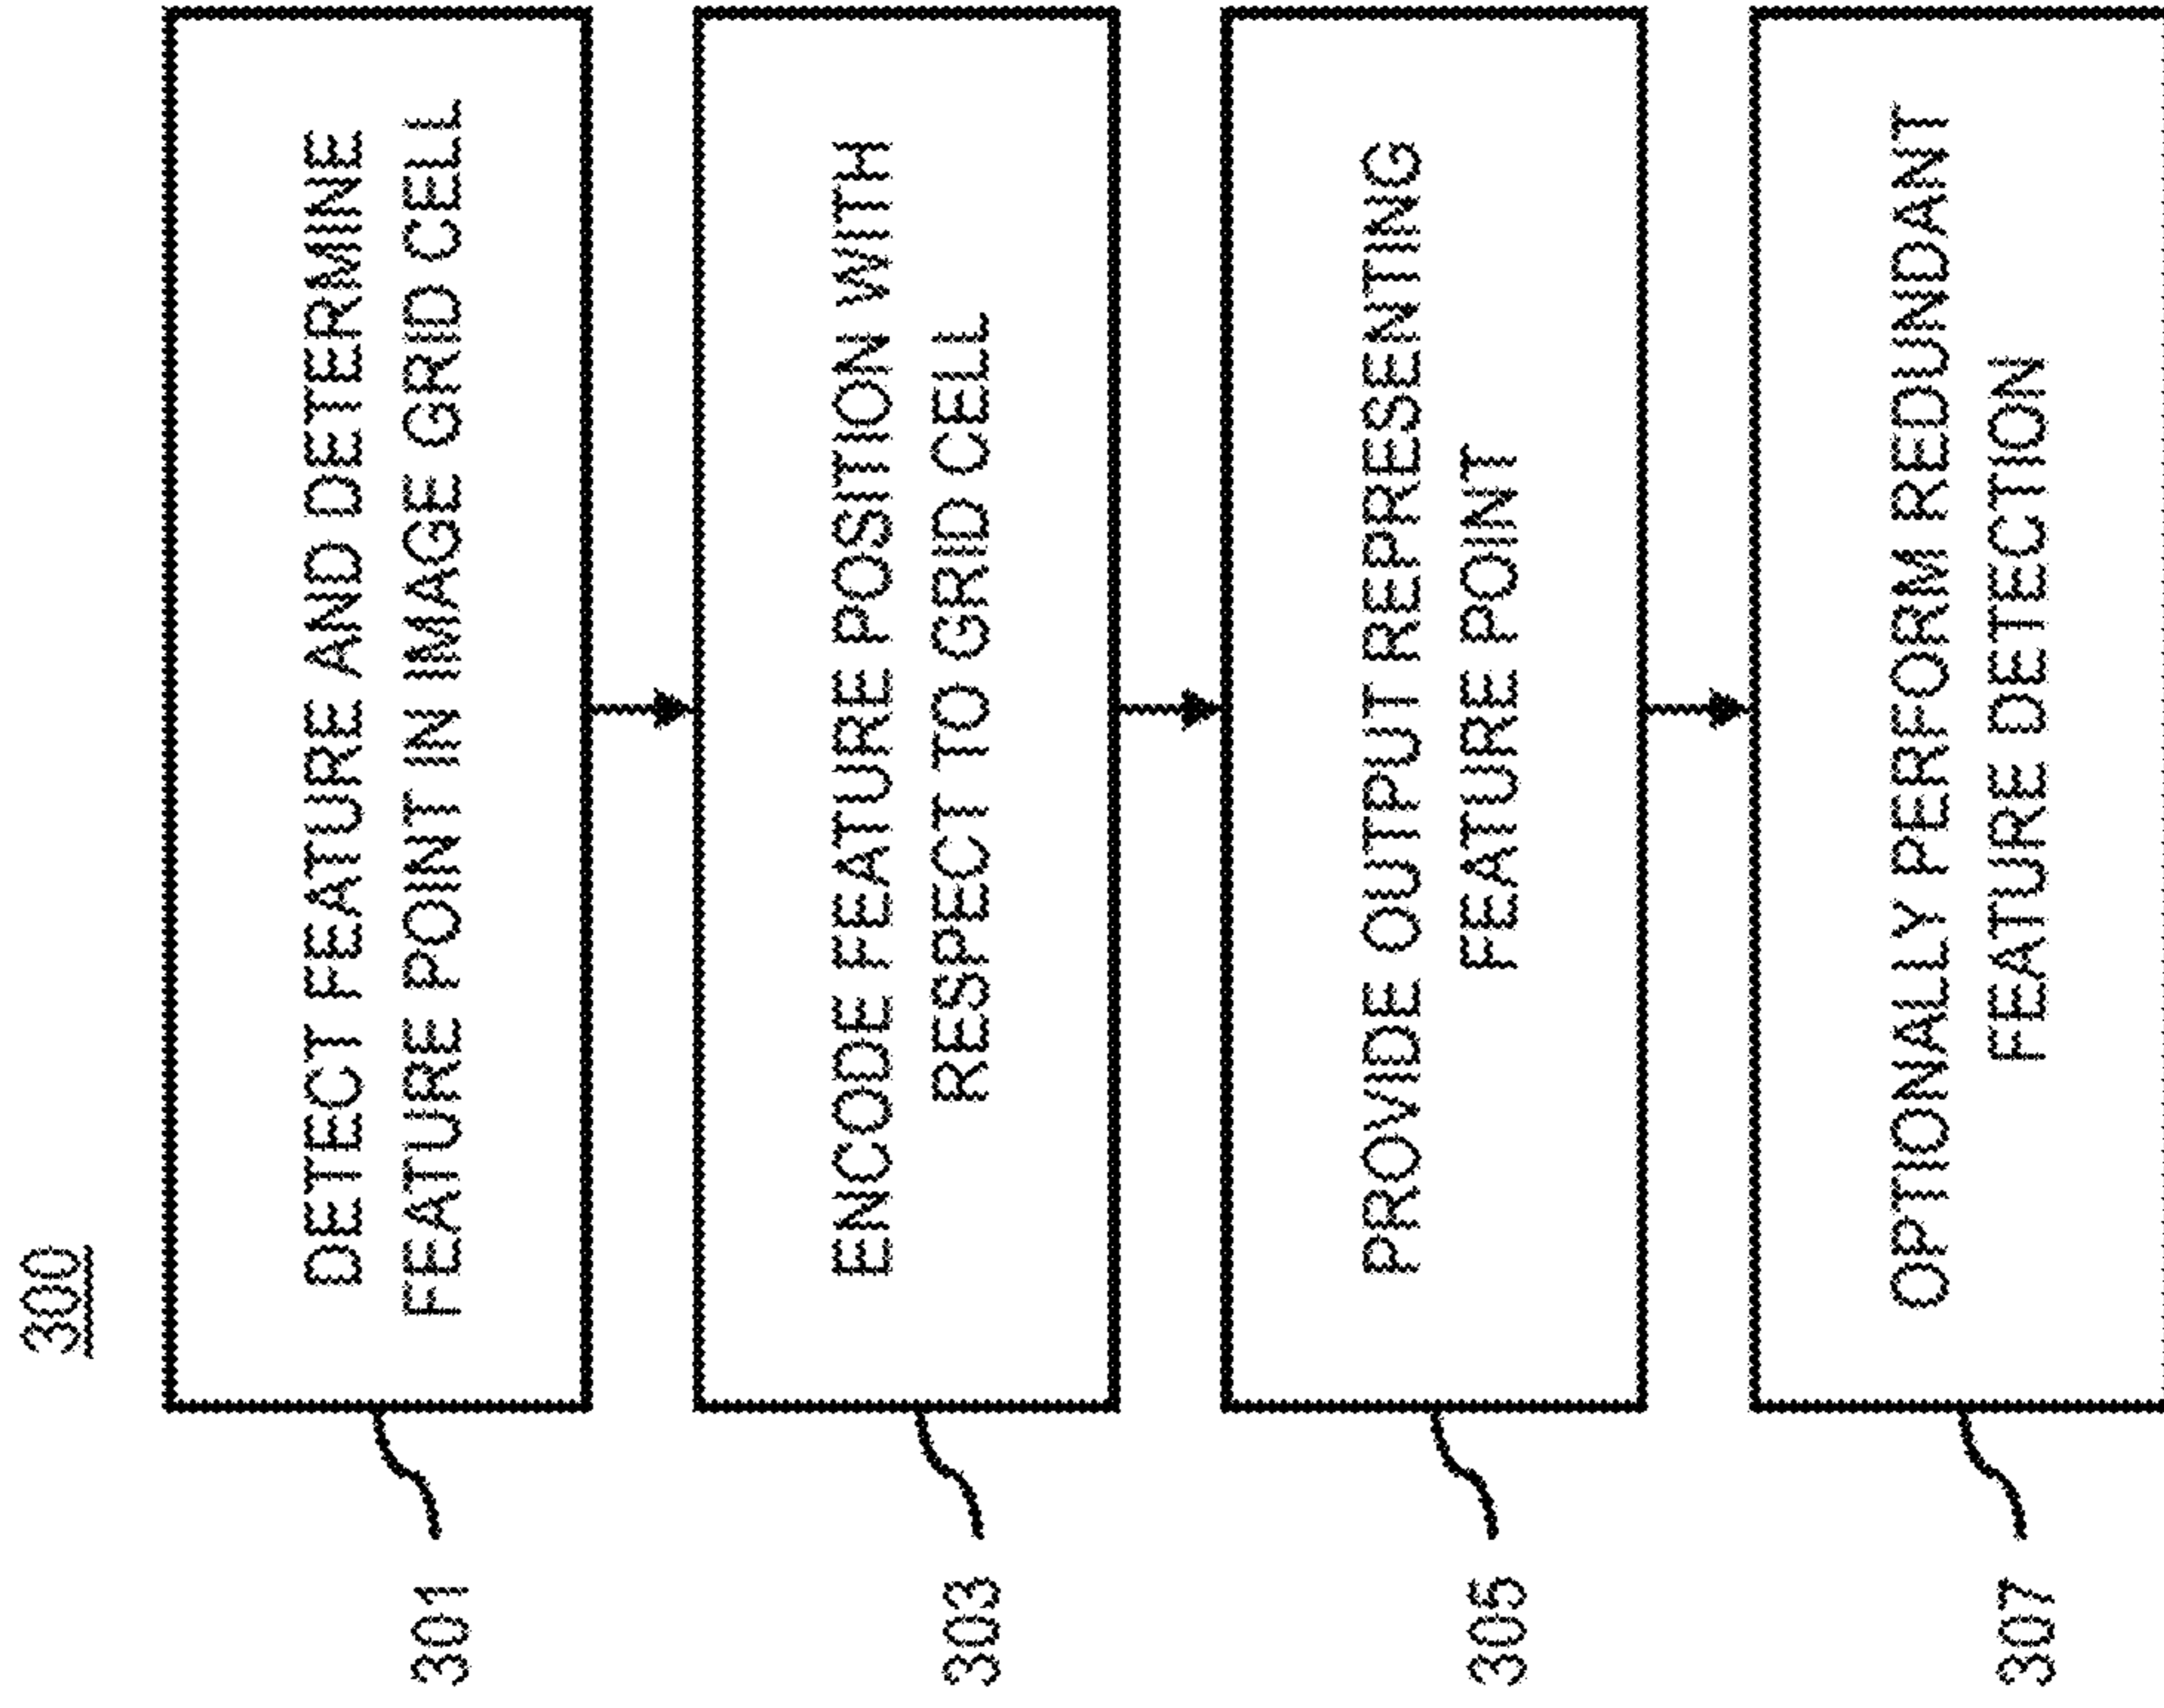 300
301
DETECT FEATURE AND DETERMINE
FEATURE POINT IN IMAGE GRID CELL
303
ENCODE FEATURE POSITION WITH
RESPECT TO GRID CELL
305
PROVIDE OUTPUT REPRESENTING
FEATURE POINT
307
OPTIONALLY PERFORM REDUNDANT
FEATURE DETECTION